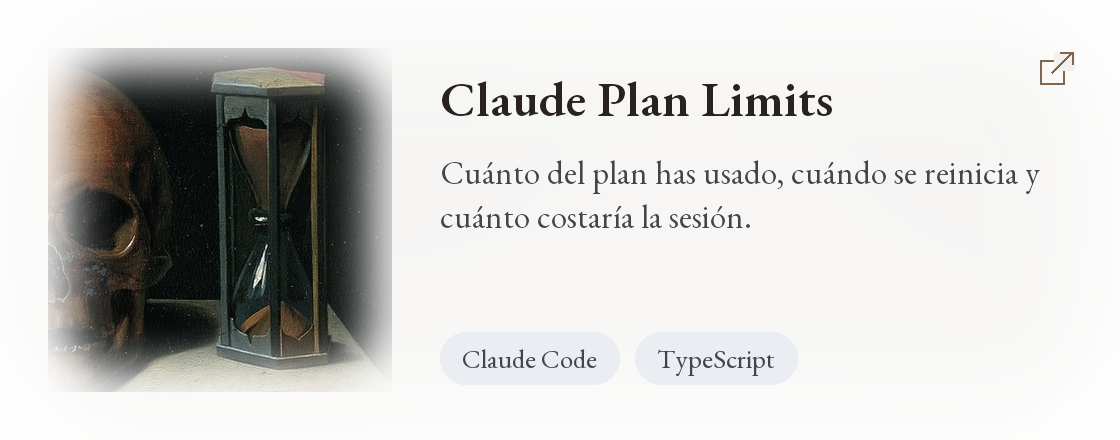 Claude Plan Limits
Cuánto del plan has usado, cuándo se reinicia y
cuánto costaría la sesión.
Claude Code
TypeScript